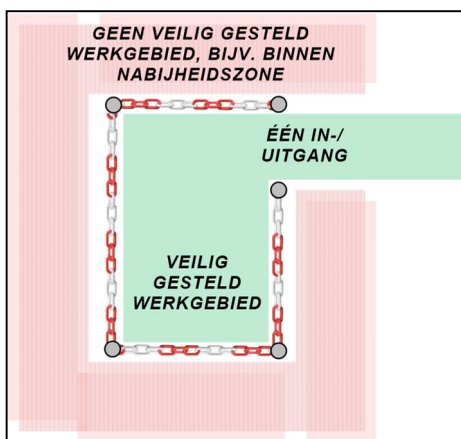 GEEN VEILIG GESTELD
WERKGEBIED, BIJV. BINNEN
NABIJHEIDSZONE
ÉÉN IN-/
UITGANG
VEILIG
GESTELD
WERKGEBIED